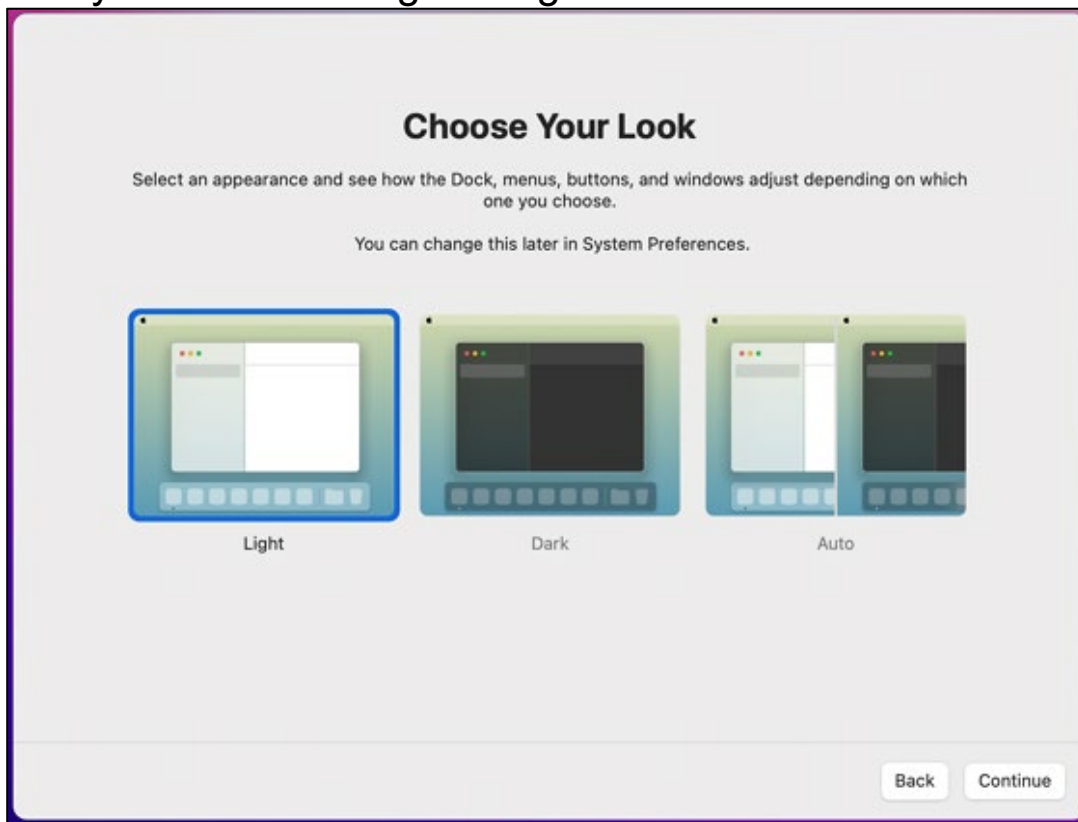 Choose Your Look
Select an appearance and see how the Dock, menus, buttons, and windows adjust depending on which
one you choose.
You can change this later in System Preferences.
Light
Dark
Auto
Back
Continue